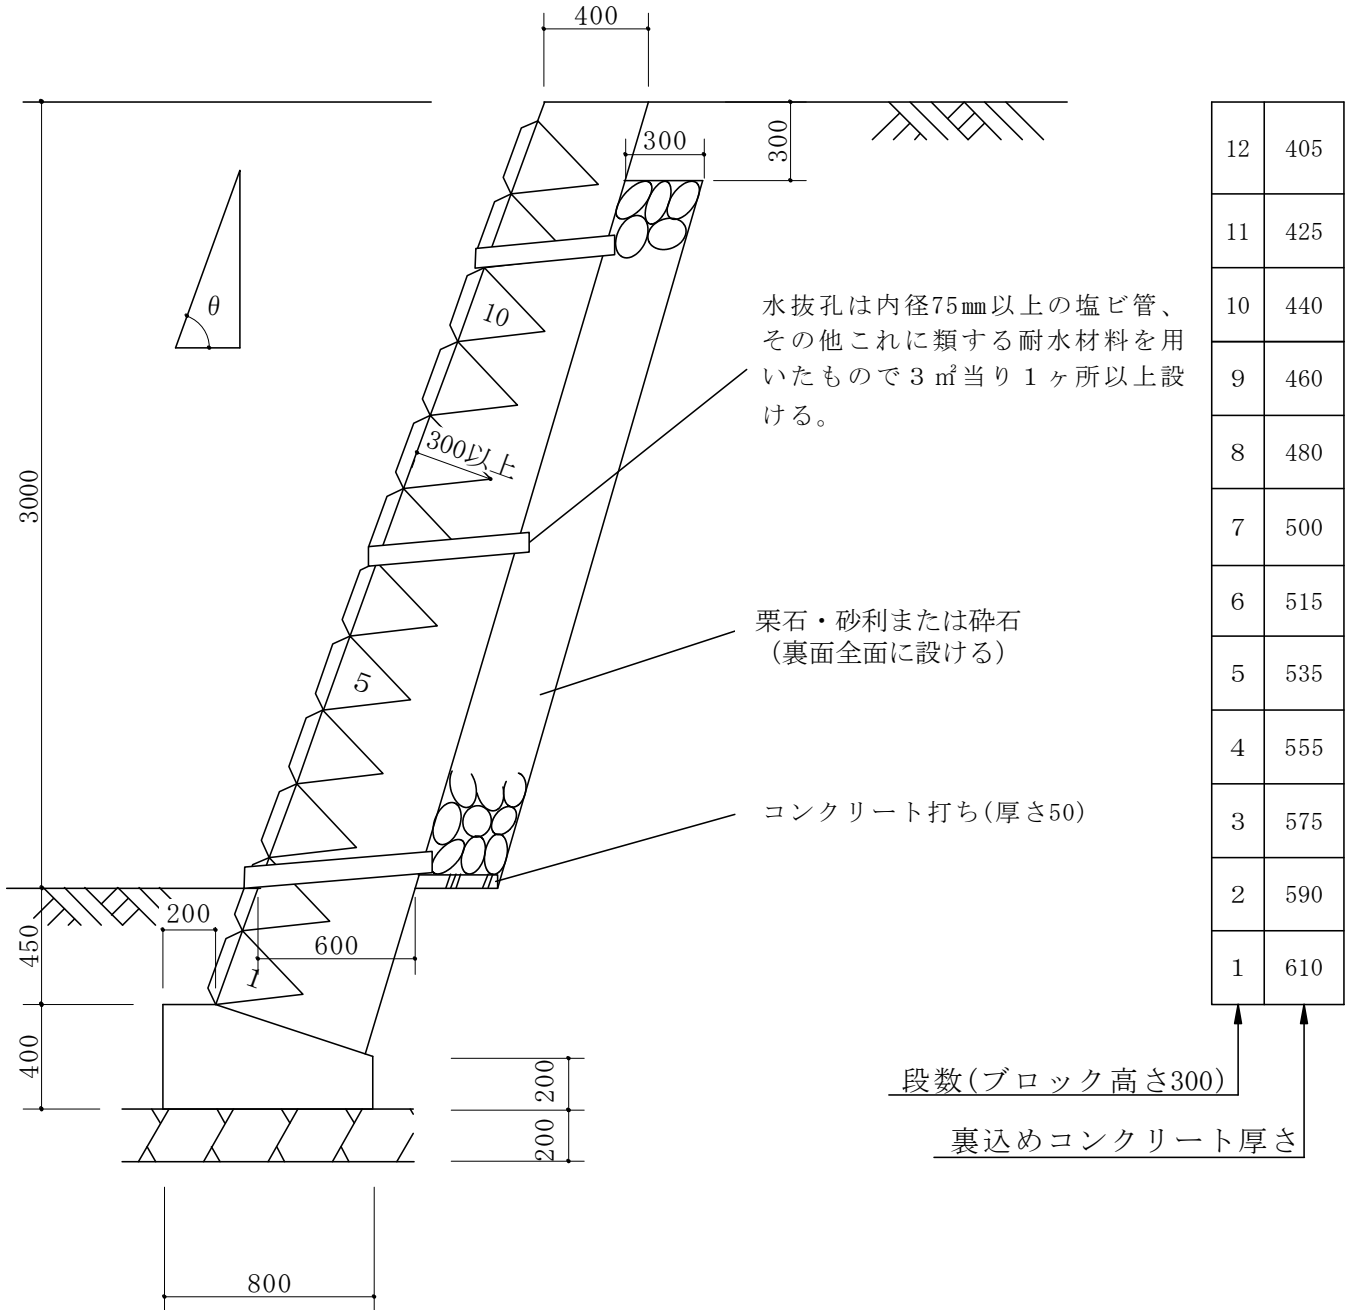 400
300
300
12 405
11 425
10 440
9 460
8 480
7 500
6 515
5 535
4 555
3 575
2 590
1 610
θ
10
水抜孔は内径75㎜以上の塩ビ管、
その他これに類する耐水材料を用
いたもので３㎡当り１ヶ所以上設
ける。
300以上
3000
栗石・砂利または砕石
(裏面全面に設ける)
5
コンクリート打ち(厚さ50)
200
600
450
1
400
200
200
段数(ブロック高さ300)
裏込めコンクリート厚さ
800